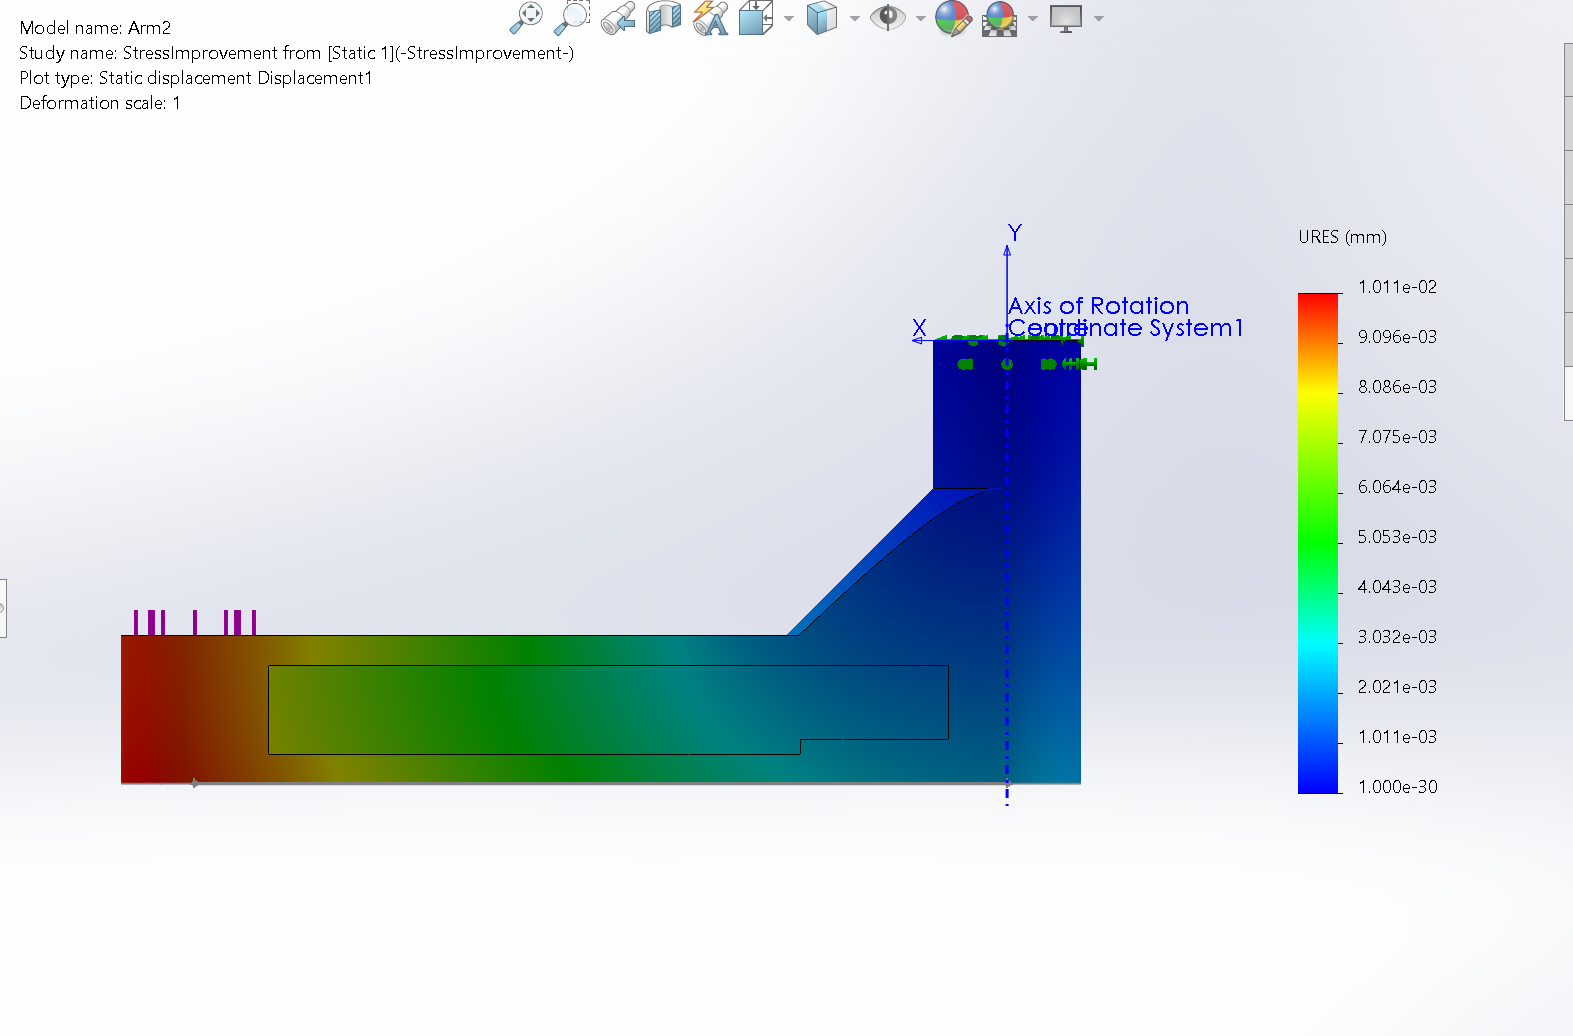 Model name: Arm2
Study name: StressImprovement from [Static 1](-StressImprovement-)
Plot type: Static displacement Displacement1
Deformation scale: 1
Y
Axis of Rotation
X
Coordinate System1
URES (mm)
1.011e-02
9.096e-03
8.086e-03
7.075e-03
6.064e-03
5.053e-03
4.043e-03
3.032e-03
2.021e-03
1.011e-03
1.000e-30